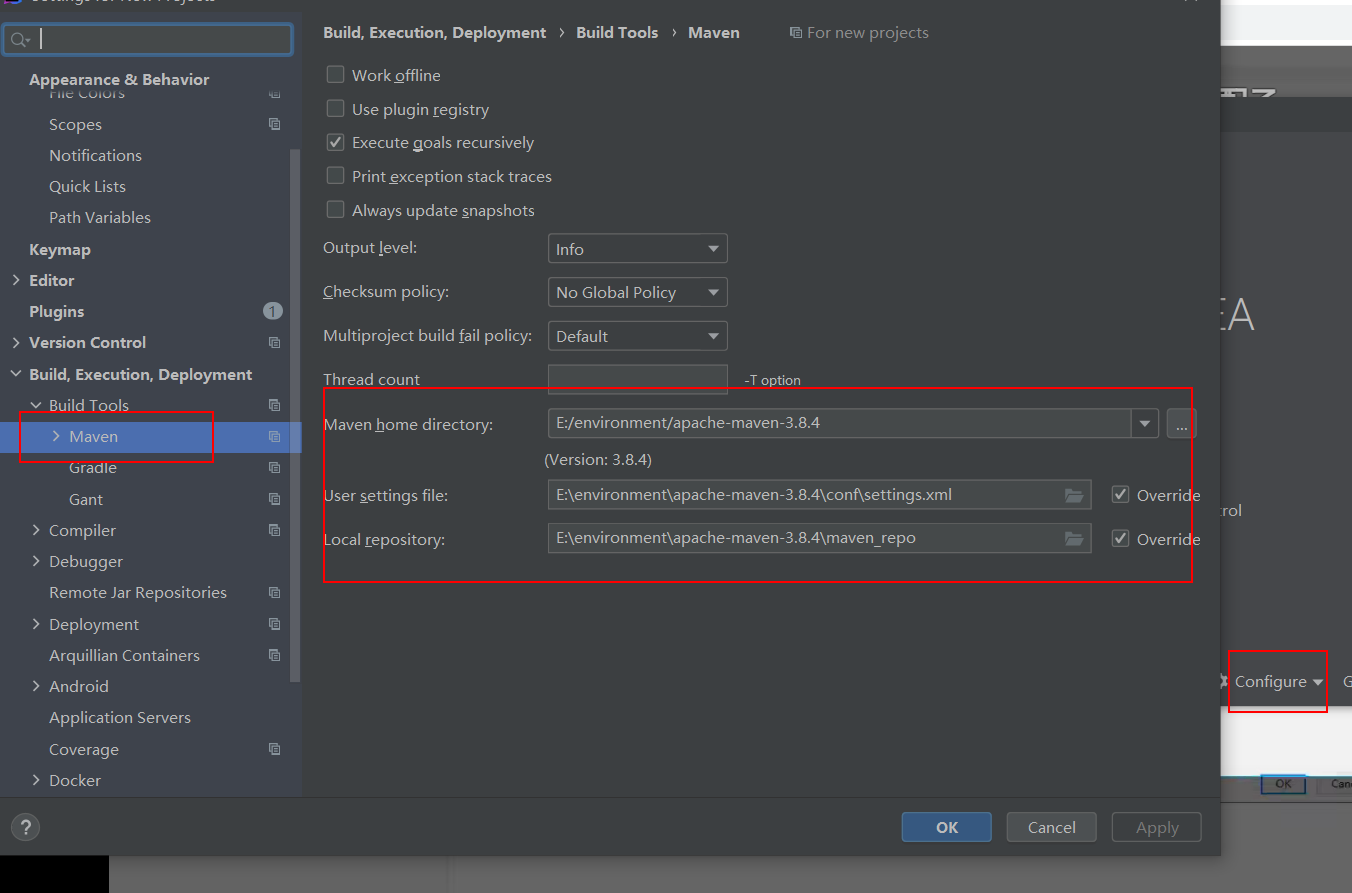 Settings for New Projects
Appearance & Behavior
File Colors
Scopes
Notifications
Quick Lists
Path Variables
Keymap
Editor
Plugins 1
Version Control
Build, Execution, Deployment
Build Tools
Maven
Gradle
Gant
Compiler
Debugger
Remote Jar Repositories
Deployment
Arquillian Containers
Android
Application Servers
Coverage
Docker
?
Build, Execution, Deployment › Build Tools › Maven For new projects
Work offline
Use plugin registry
Execute goals recursively
Print exception stack traces
Always update snapshots
Output level: Info
Checksum policy: No Global Policy
Multiproject build fail policy: Default
Thread count -T option
Maven home directory: E:/environment/apache-maven-3.8.4 ...
(Version: 3.8.4)
User settings file: E:\environment\apache-maven-3.8.4\conf\settings.xml Override
Local repository: E:\environment\apache-maven-3.8.4\maven_repo Override
OK Cancel Apply
EA
trol
Configure G
OK Canc